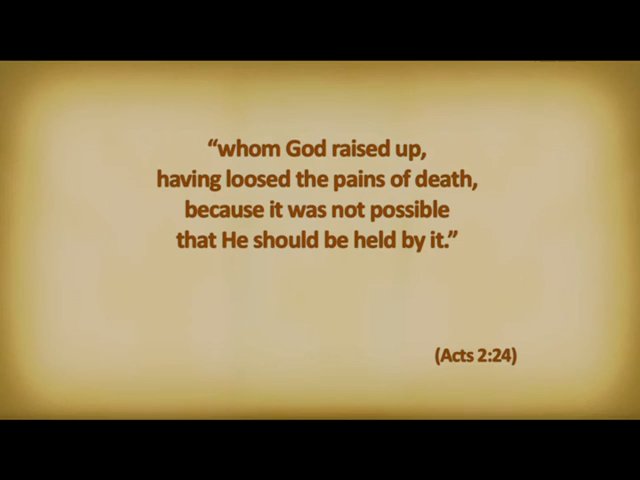 “whom God raised up,
having loosed the pains of death,
because it was not possible
that He should be held by it.”
(Acts 2:24)